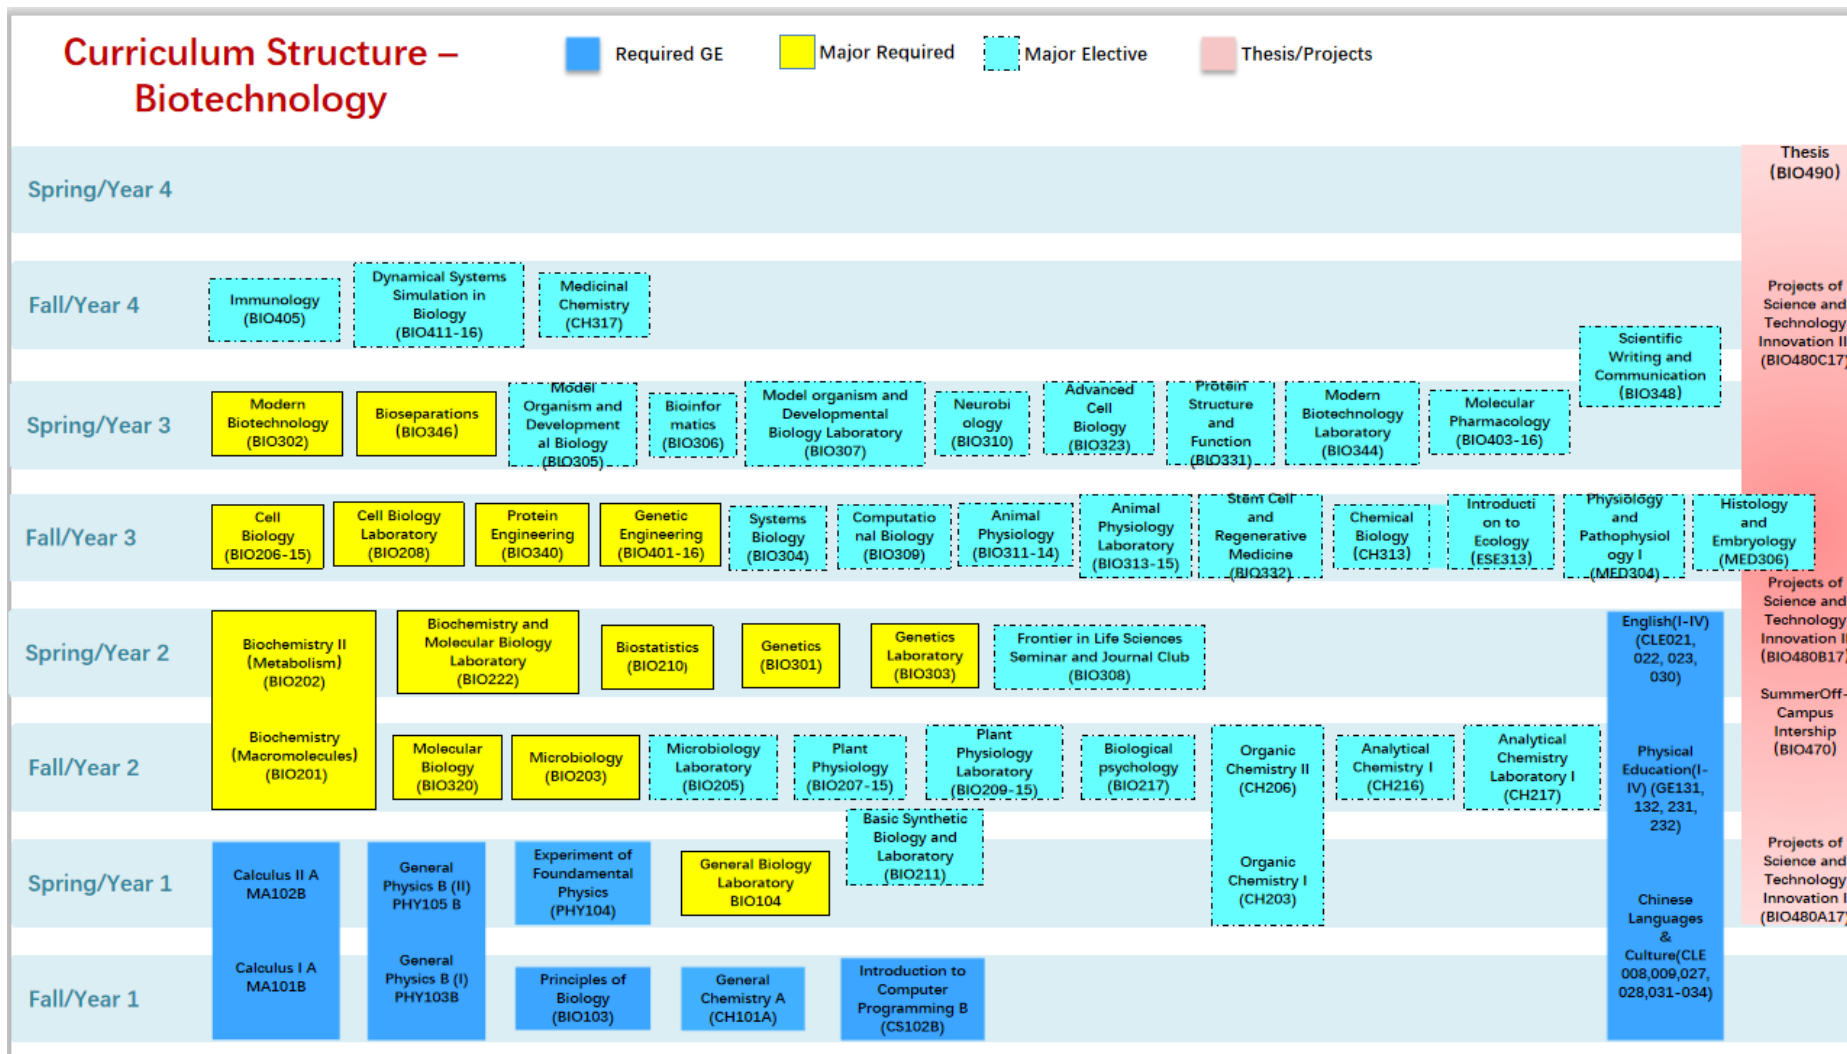 Curriculum Structure –
Biotechnology
Required GE
Major Required
Major Elective
Thesis/Projects
Spring/Year 4
Thesis
(BIO490)
Fall/Year 4
Immunology
(BIO405)
Dynamical Systems
Simulation in
Biology
(BIO411-16)
Medicinal
Chemistry
(CH317)
Scientific
Writing and
Communication
(BIO348)
Projects of
Science and
Technology
Innovation II
(BIO480C17)
Spring/Year 3
Modern
Biotechnology
(BIO302)
Bioseparations
(BIO346)
Model
Organism and
Development
al Biology
(BIO305)
Bioinfor
matics
(BIO306)
Model organism and
Developmental
Biology Laboratory
(BIO307)
Neurobi
ology
(BIO310)
Advanced
Cell
Biology
(BIO323)
Protein
Structure
and
Function
(BIO331)
Modern
Biotechnology
Laboratory
(BIO344)
Molecular
Pharmacology
(BIO403-16)
Fall/Year 3
Cell
Biology
(BIO206-15)
Cell Biology
Laboratory
(BIO208)
Protein
Engineering
(BIO340)
Genetic
Engineering
(BIO401-16)
Systems
Biology
(BIO304)
Computatio
nal Biology
(BIO309)
Animal
Physiology
(BIO311-14)
Animal
Physiology
Laboratory
(BIO313-15)
Stem Cell
and
Regenerative
Medicine
(BIO332)
Chemical
Biology
(CH313)
Introducti
on to
Ecology
(ESE313)
Physiology
and
Pathophysiol
ogy I
(MED304)
Histology
and
Embryology
(MED306)
Projects of
Science and
Technology
Innovation II
(BIO480B17)
Spring/Year 2
Biochemistry II
(Metabolism)
(BIO202)
Biochemistry and
Molecular Biology
Laboratory
(BIO222)
Biostatistics
(BIO210)
Genetics
(BIO301)
Genetics
Laboratory
(BIO303)
Frontier in Life Sciences
Seminar and Journal Club
(BIO308)
English(I-IV)
(CLE021,
022, 023,
030)
SummerOff-
Campus
Intership
(BIO470)
Fall/Year 2
Biochemistry
(Macromolecules)
(BIO201)
Molecular
Biology
(BIO320)
Microbiology
(BIO203)
Microbiology
Laboratory
(BIO205)
Plant
Physiology
(BIO207-15)
Plant
Physiology
Laboratory
(BIO209-15)
Biological
psychology
(BIO217)
Organic
Chemistry II
(CH206)
Analytical
Chemistry I
(CH216)
Analytical
Chemistry
Laboratory I
(CH217)
Physical
Education(I-
IV) (GE131,
132, 231,
232)
Spring/Year 1
Calculus II A
MA102B
General
Physics B (II)
PHY105 B
Experiment of
Foundamental
Physics
(PHY104)
General Biology
Laboratory
BIO104
Basic Synthetic
Biology and
Laboratory
(BIO211)
Organic
Chemistry I
(CH203)
Chinese
Languages
&
Culture(CLE
008,009,027,
028,031-034)
Projects of
Science and
Technology
Innovation I
(BIO480A17)
Fall/Year 1
Calculus I A
MA101B
General
Physics B (I)
PHY103B
Principles of
Biology
(BIO103)
General
Chemistry A
(CH101A)
Introduction to
Computer
Programming B
(CS102B)